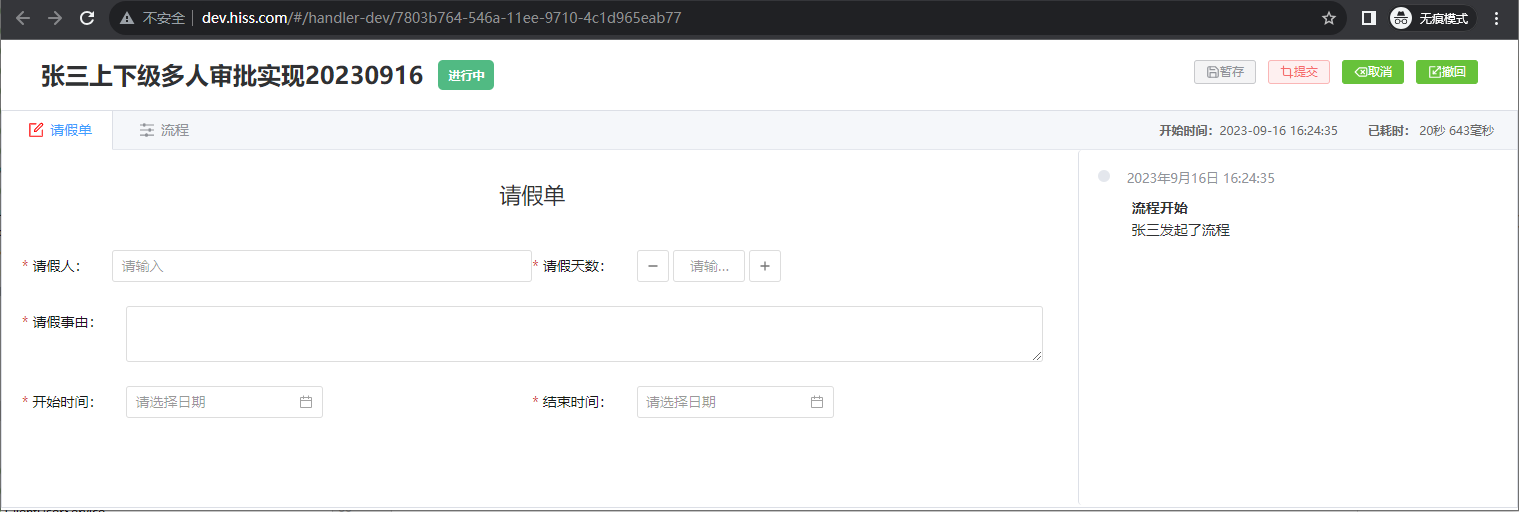 不安全 dev.hiss.com/#/handler-dev/7803b764-546a-11ee-9710-4c1d965eab77 无痕模式
张三上下级多人审批实现20230916 进行中 暂存 提交 取消 撤回
请假单 流程 开始时间：2023-09-16 16:24:35 已耗时： 20秒 643毫秒
2023年9月16日 16:24:35
请假单
流程开始
张三发起了流程
* 请假人： 请输入 * 请假天数： 请输...
* 请假事由：
* 开始时间： 请选择日期 * 结束时间： 请选择日期